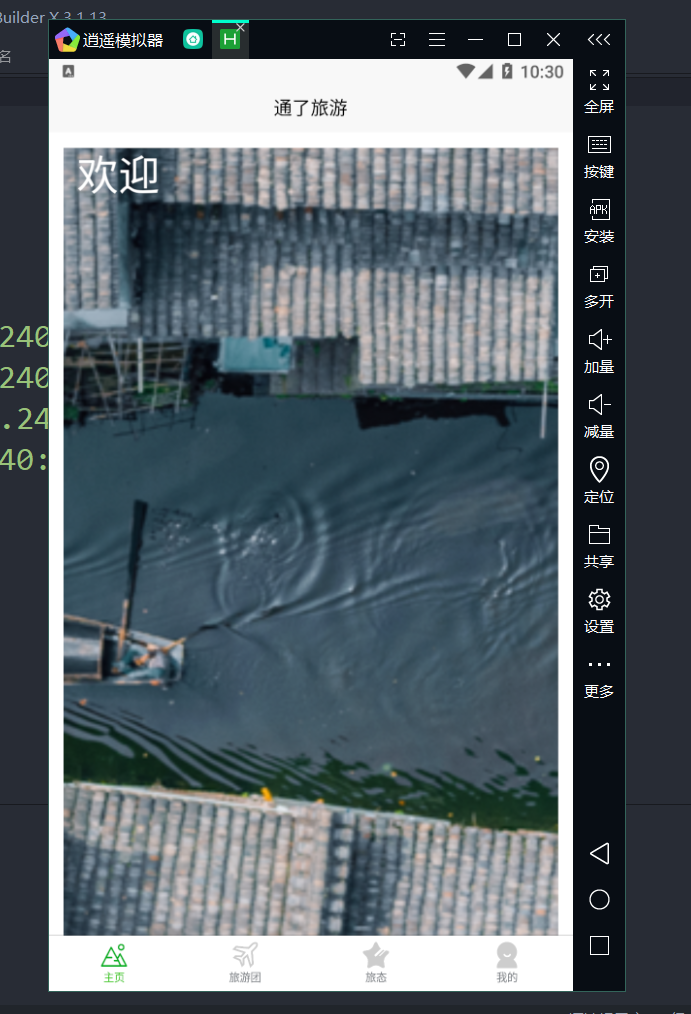 Builder X 3.1.13
名
逍遥模拟器
H
A
10:30
通了旅游
欢迎
240
240
.24
40:
全屏
按键
APK
安装
多开
加量
减量
定位
共享
设置
更多
主页
旅游团
旅态
我的